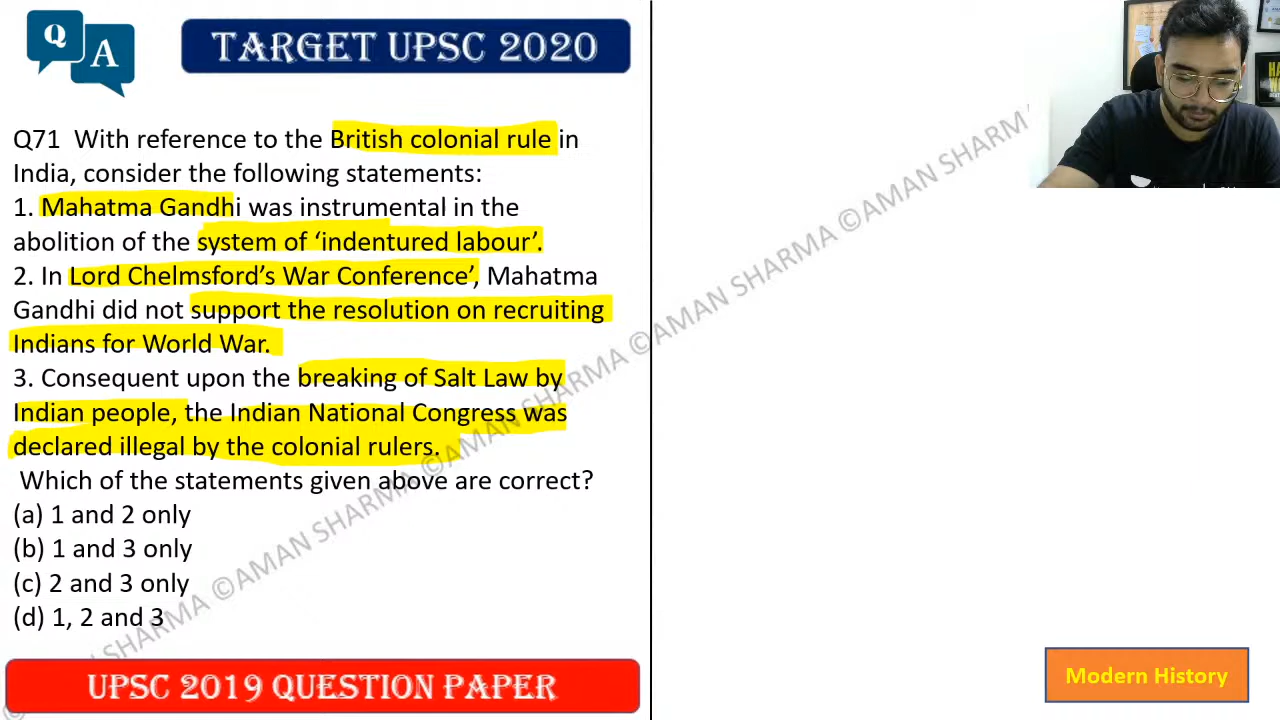 Q A
TARGET UPSC 2020
Q71 With reference to the British colonial rule in
India, consider the following statements:
1. Mahatma Gandhi was instrumental in the
abolition of the system of ‘indentured labour’.
2. In Lord Chelmsford’s War Conference’, Mahatma
Gandhi did not support the resolution on recruiting
Indians for World War.
3. Consequent upon the breaking of Salt Law by
Indian people, the Indian National Congress was
declared illegal by the colonial rulers.
Which of the statements given above are correct?
(a) 1 and 2 only
(b) 1 and 3 only
(c) 2 and 3 only
(d) 1, 2 and 3
UPSC 2019 QUESTION PAPER
Modern History
SHARMA ©AMAN SHARMA ©AMAN SHARMA ©AMAN SHARMA ©AMAN SHARMA